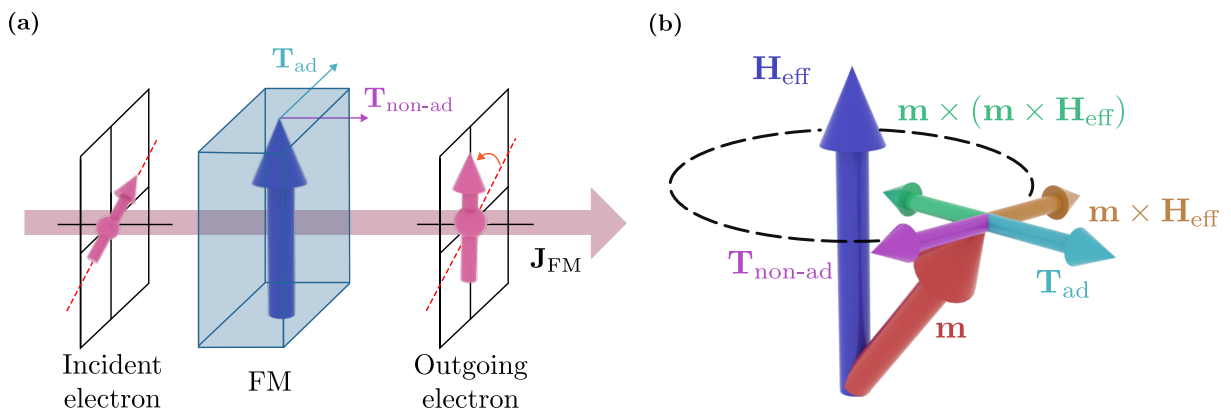 (a)
T_ad
T_non-ad
J_FM
Incident
electron
FM
Outgoing
electron
(b)
H_eff
m × (m × H_eff)
m × H_eff
T_non-ad
T_ad
m